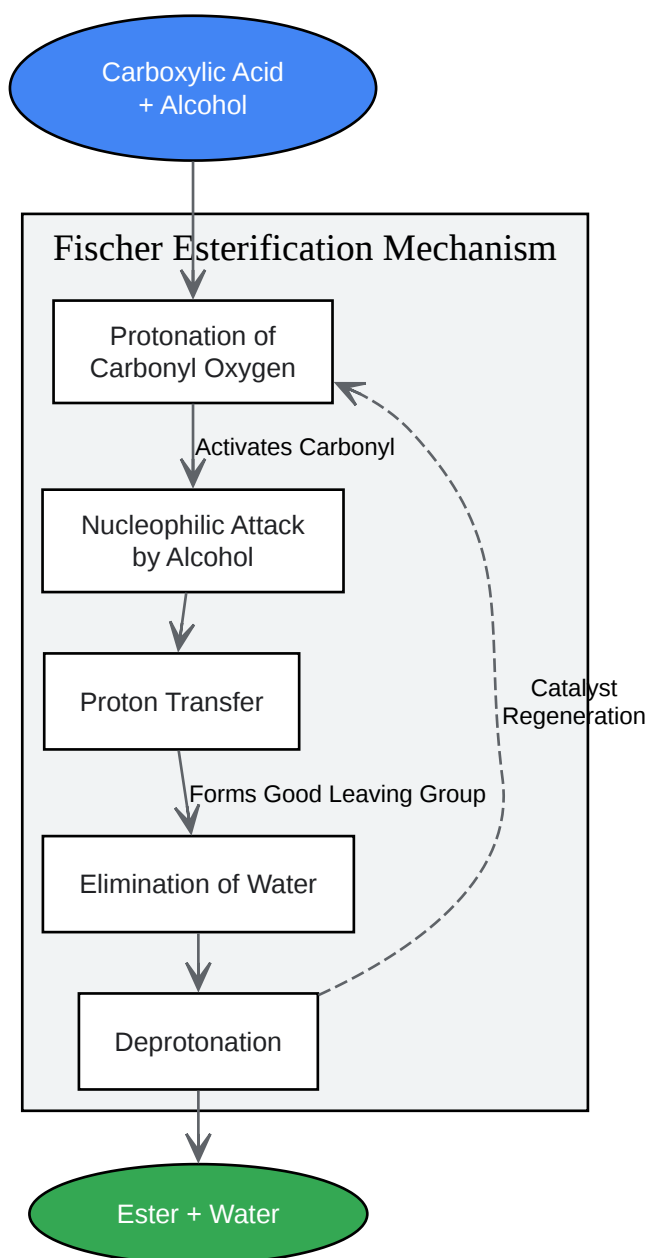 Carboxylic Acid
+ Alcohol
Fischer Esterification Mechanism
Protonation of
Carbonyl Oxygen
Activates Carbonyl
Nucleophilic Attack
by Alcohol
Proton Transfer
Catalyst
Regeneration
Forms Good Leaving Group
Elimination of Water
Deprotonation
Ester + Water